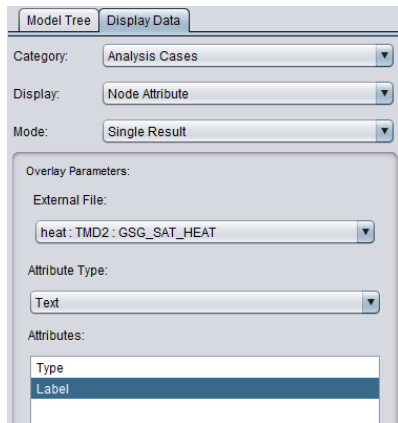 Model Tree Display Data
Category: Analysis Cases
Display: Node Attribute
Mode: Single Result
Overlay Parameters:
External File:
heat : TMD2 : GSG_SAT_HEAT
Attribute Type:
Text
Attributes:
Type
Label